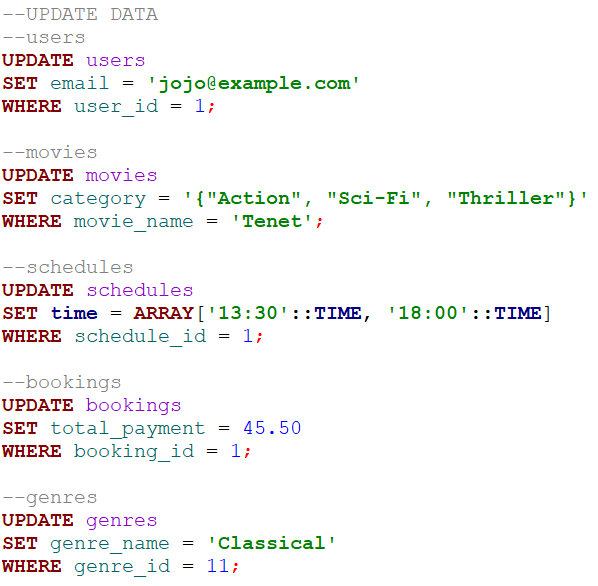 --UPDATE DATA
--users
UPDATE users
SET email = 'jojo@example.com'
WHERE user_id = 1;
--movies
UPDATE movies
SET category = '{"Action", "Sci-Fi", "Thriller"}'
WHERE movie_name = 'Tenet';
--schedules
UPDATE schedules
SET time = ARRAY['13:30'::TIME, '18:00'::TIME]
WHERE schedule_id = 1;
--bookings
UPDATE bookings
SET total_payment = 45.50
WHERE booking_id = 1;
--genres
UPDATE genres
SET genre_name = 'Classical'
WHERE genre_id = 11;